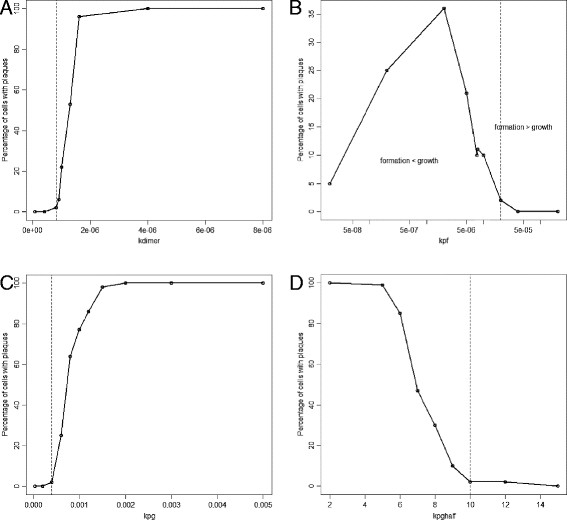 A
Percentage of cells with plaques
100
80
60
40
20
0
0e+00 2e-06 4e-06 6e-06 8e-06
kdimer
B
Percentage of cells with plaques
35
30
25
20
15
10
5
0
formation > growth
formation < growth
5e-08 5e-07 5e-06 5e-05
kpf
C
Percentage of cells with plaques
100
80
60
40
20
0
0.000 0.001 0.002 0.003 0.004 0.005
kpg
D
Percentage of cells with plaques
100
80
60
40
20
0
2 4 6 8 10 12 14
kpghalf